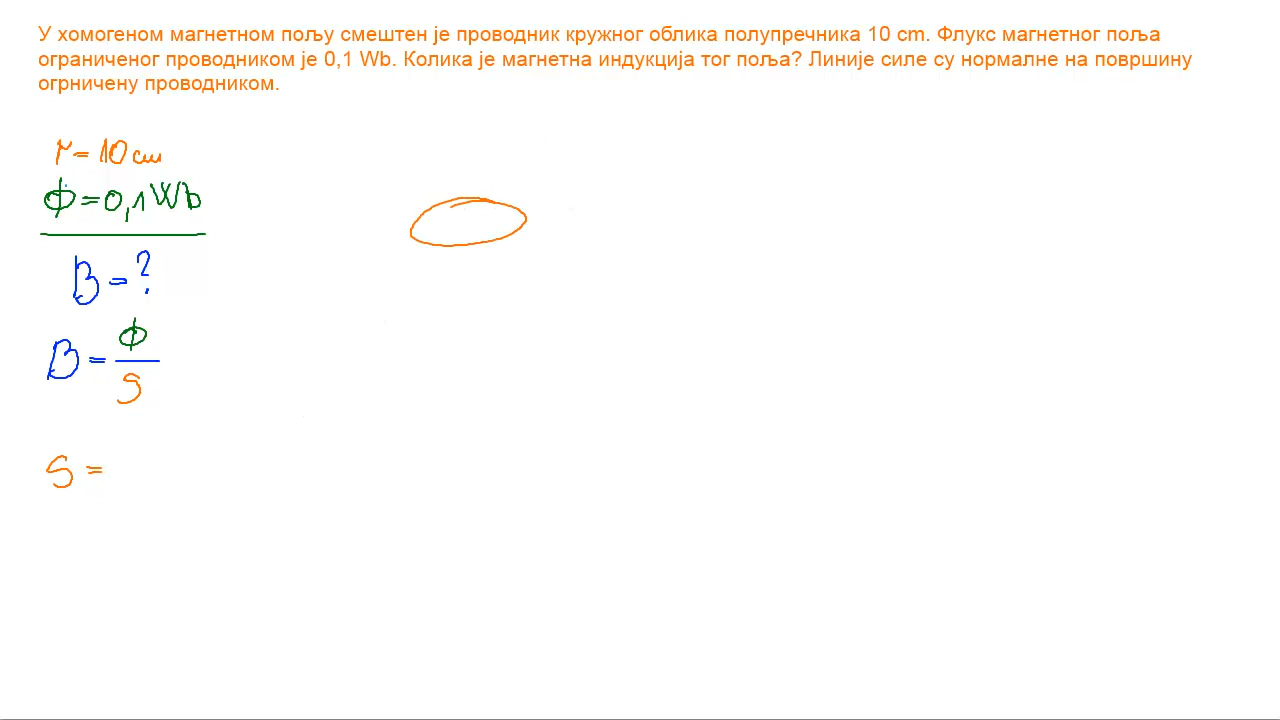 У хомогеном магнетном пољу смештен је проводник кружног облика полупречника 10 cm. Флукс магнетног поља
ограниченог проводником је 0,1 Wb. Колика је магнетна индукција тог поља? Линије силе су нормалне на површину
огрничену проводником.
r = 10 cm
Φ = 0,1 Wb
B = ?
B = Φ / S
S =